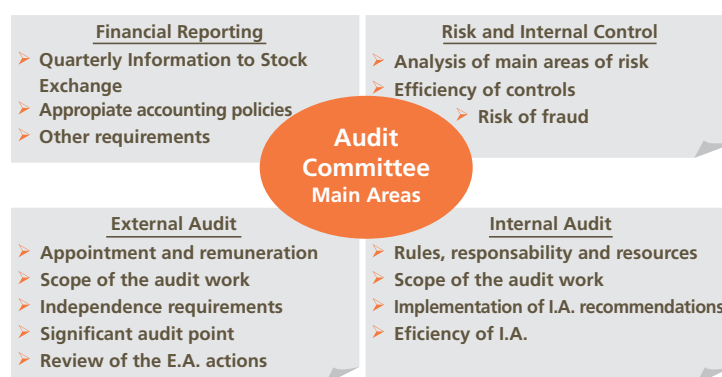 Financial Reporting
➢ Quarterly Information to Stock
Exchange
➢ Appropiate accounting policies
➢ Other requirements
Risk and Internal Control
➢ Analysis of main areas of risk
➢ Efficiency of controls
➢ Risk of fraud
Audit
Committee
Main Areas
External Audit
➢ Appointment and remuneration
➢ Scope of the audit work
➢ Independence requirements
➢ Significant audit point
➢ Review of the E.A. actions
Internal Audit
➢ Rules, responsability and resources
➢ Scope of the audit work
➢ Implementation of I.A. recommendations
➢ Eficiency of I.A.